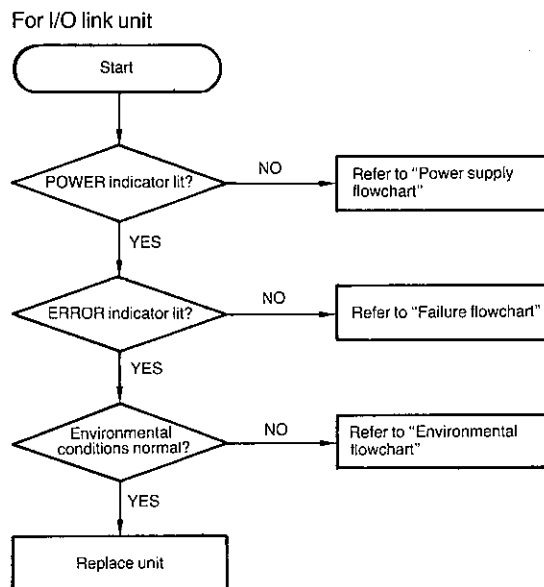 For I/O link unit
Start
POWER indicator lit?
NO
Refer to “Power supply
flowchart”
YES
ERROR indicator lit?
NO
Refer to “Failure flowchart”
YES
Environmental
conditions normal?
NO
Refer to “Environmental
flowchart”
YES
Replace unit